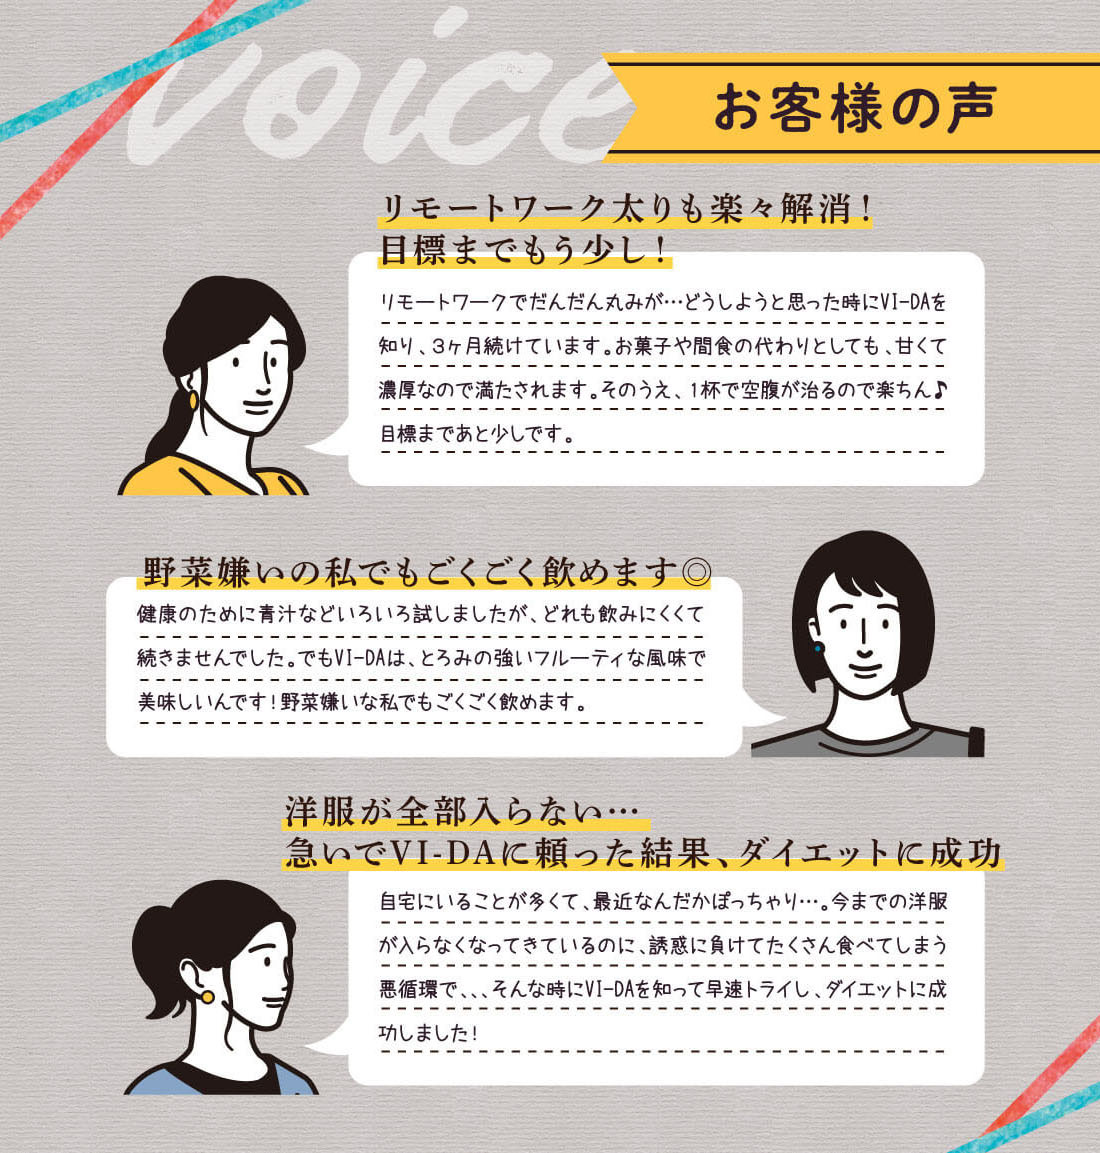 voice
お客様の声
リモートワーク太りも楽々解消！
目標までもう少し！
リモートワークでだんだん丸みが…どうしようと思った時にVI-DAを
知り、3ヶ月続けています。お菓子や間食の代わりとしても、甘くて
濃厚なので満たされます。そのうえ、1杯で空腹が治るので楽ちん♪
目標まであと少しです。
野菜嫌いの私でもごくごく飲めます◎
健康のために青汁などいろいろ試しましたが、どれも飲みにくくて
続きませんでした。でもVI-DAは、とろみの強いフルーティな風味で
美味しいんです！野菜嫌いな私でもごくごく飲めます。
洋服が全部入らない…
急いでVI-DAに頼った結果、ダイエットに成功
自宅にいることが多くて、最近なんだかぽっちゃり…。今までの洋服
が入らなくなってきているのに、誘惑に負けてたくさん食べてしまう
悪循環で、、、そんな時にVI-DAを知って早速トライし、ダイエットに成
功しました！